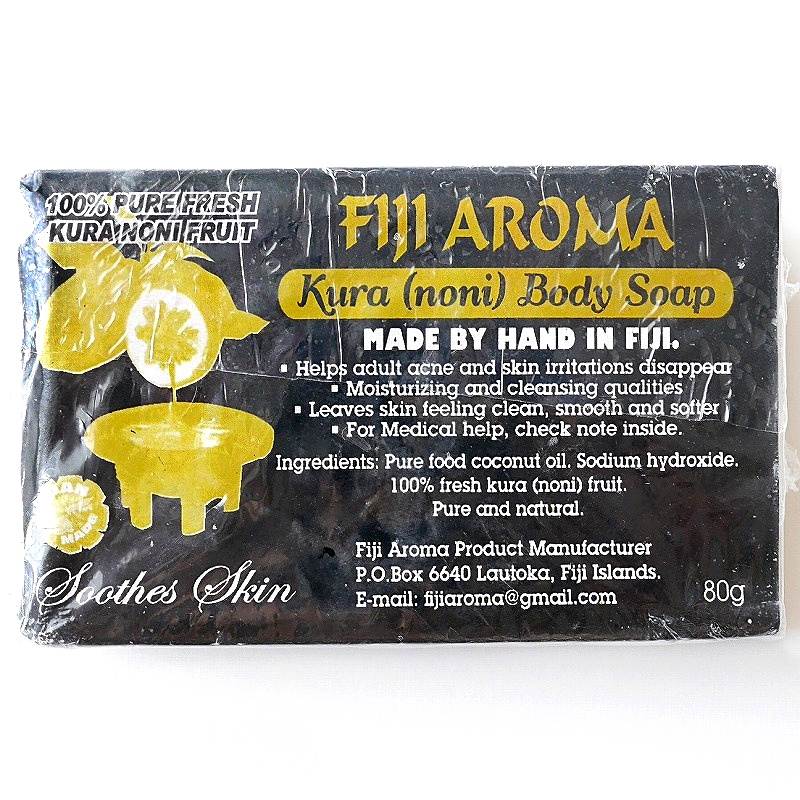 100% PURE FRESH
KURA NONI FRUIT
FIJI AROMA
Kura (noni) Body Soap
MADE BY HAND IN FIJI.
▪ Helps adult acne and skin irritations disappear
▪ Moisturizing and cleansing qualities
▪ Leaves skin feeling clean, smooth and softer
▪ For Medical help, check note inside.
Ingredients: Pure food coconut oil. Sodium hydroxide.
100% fresh kura (noni) fruit.
Pure and natural.
MADE
Soothes Skin
Fiji Aroma Product Manufacturer
P.O.Box 6640 Lautoka, Fiji Islands.
E-mail: fijiaroma@gmail.com
80g